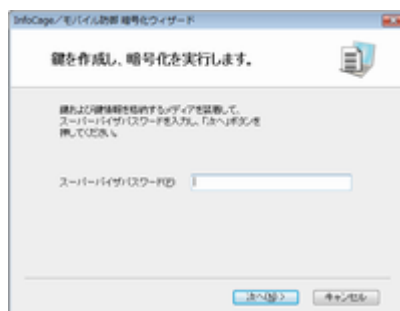 InfoCage／モバイル防御 暗号化ウィザード
鍵を作成し、暗号化を実行します。
鍵および鍵情報を格納するメディアを装着して、
スーパーバイザパスワードを入力し、「次へ」ボタンを
押してください。
スーパーバイザパスワード(P)
次へ(N) >
キャンセル